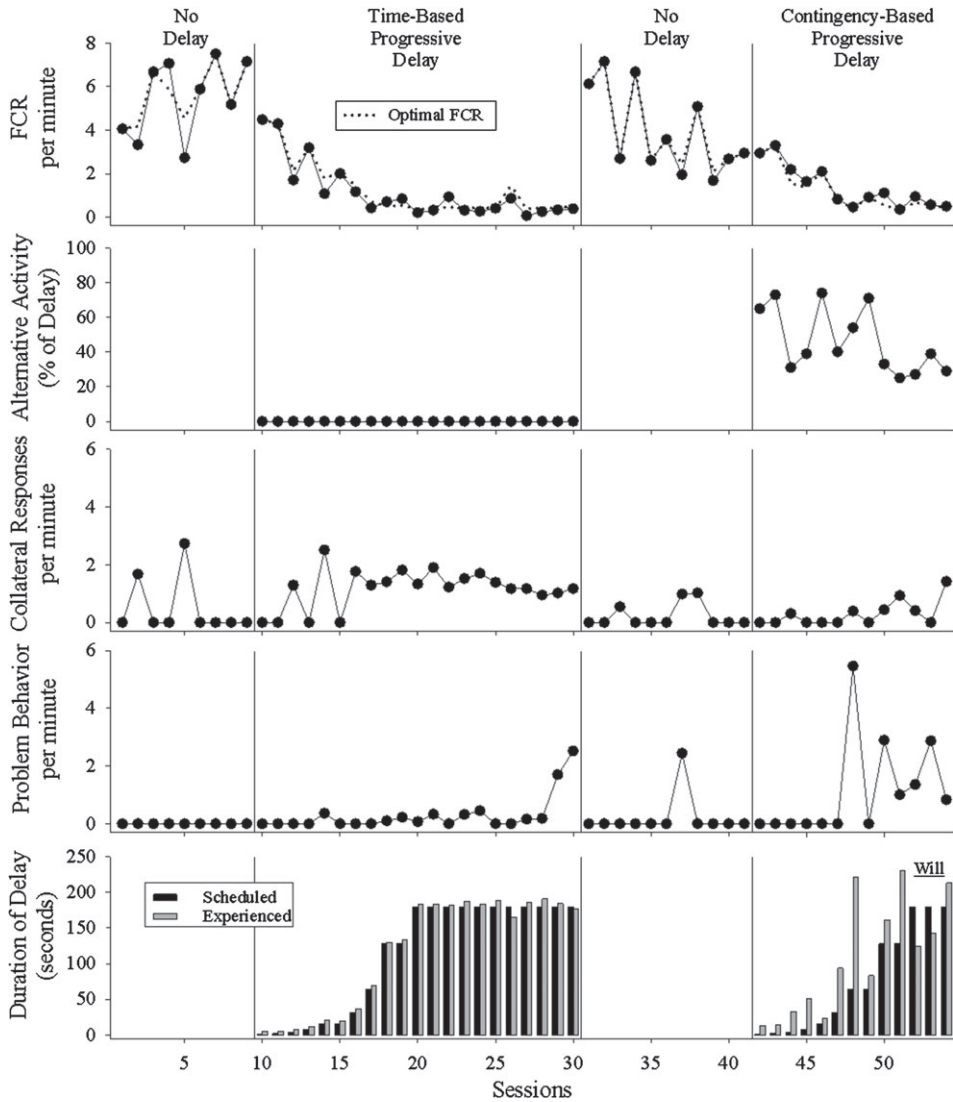 No
Delay
Time-Based
Progressive
Delay
No
Delay
Contingency-Based
Progressive
Delay
FCR
per minute
8
6
4
2
0
Optimal FCR
Alternative Activity
(% of Delay)
100
80
60
40
20
0
Collateral Responses
per minute
6
4
2
0
Problem Behavior
per minute
6
4
2
0
Duration of Delay
(seconds)
250
200
150
100
50
0
Scheduled
Experienced
Will
5 10 15 20 25 30 35 40 45 50
Sessions